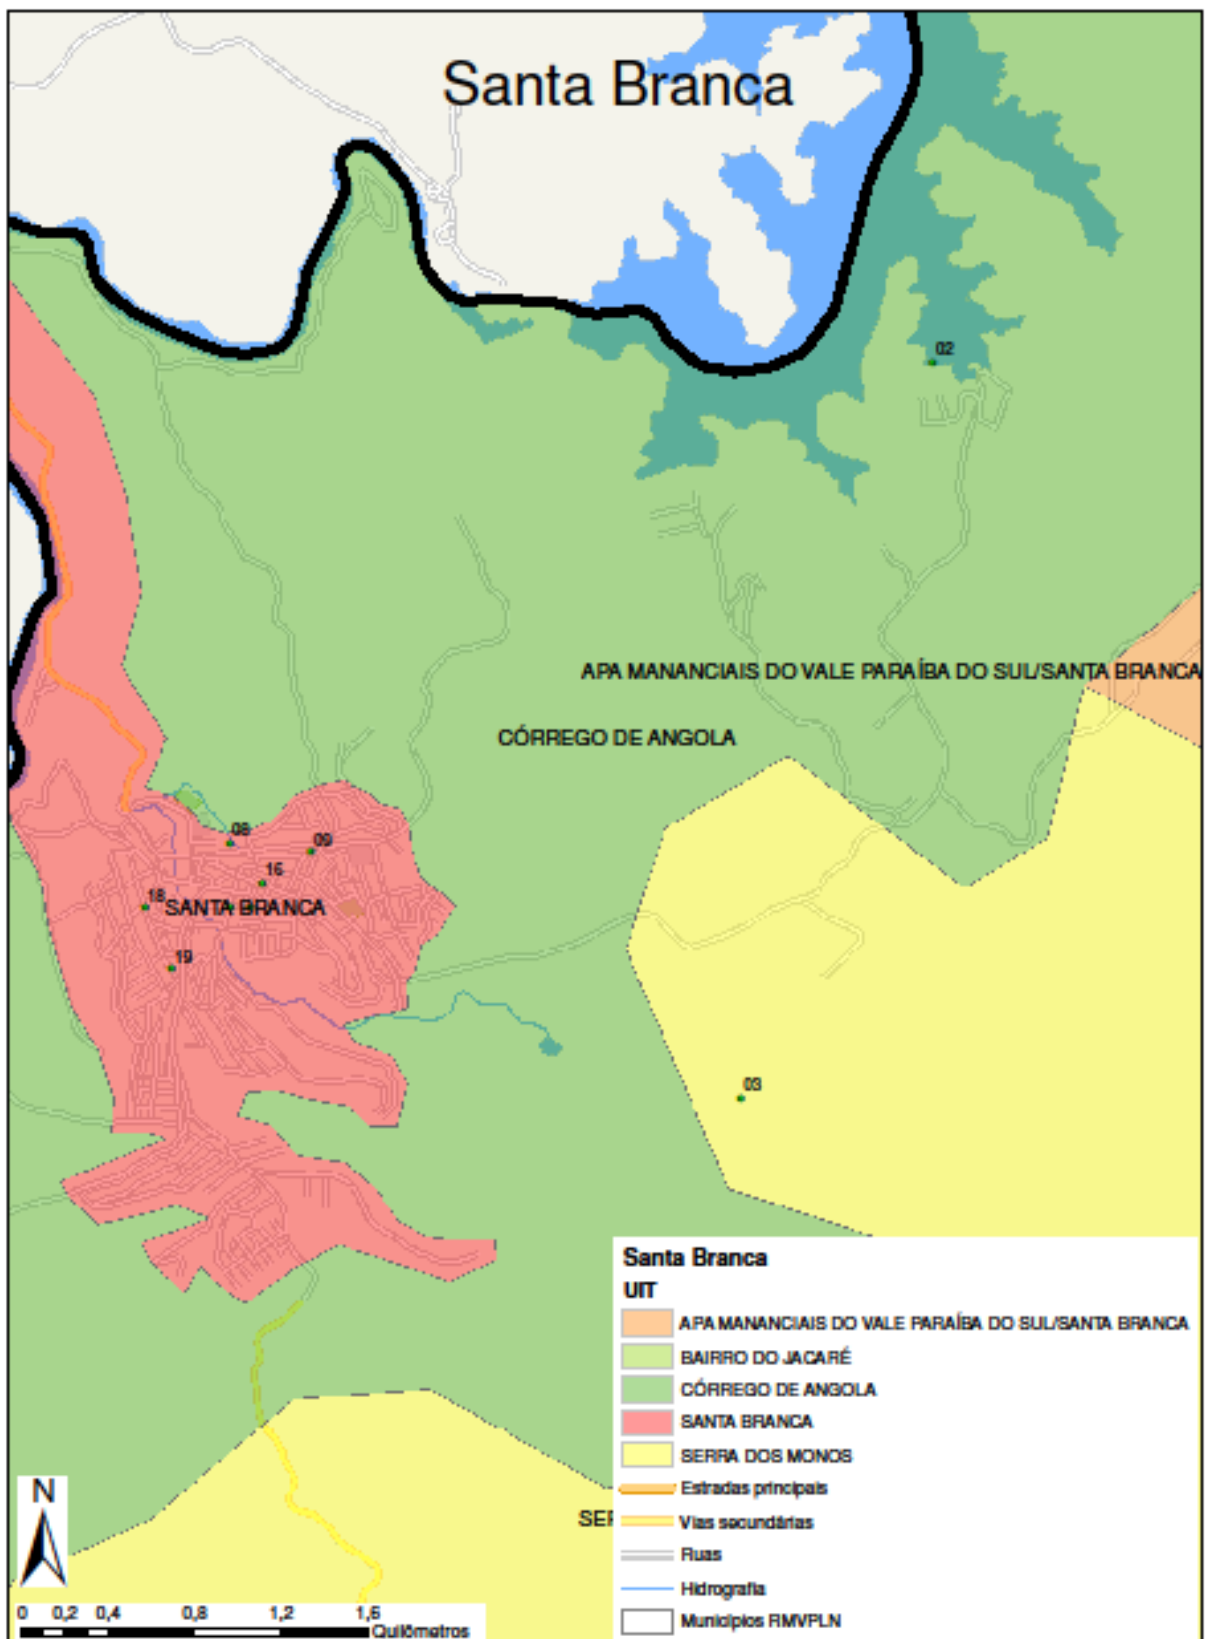 Santa Branca
02
APA MANANCIAIS DO VALE PARAÍBA DO SUL/SANTA BRANCA
CÓRREGO DE ANGOLA
08
09
16
18
SANTA BRANCA
19
03
Santa Branca
UIT
APA MANANCIAIS DO VALE PARAÍBA DO SUL/SANTA BRANCA
BAIRRO DO JACARÉ
CÓRREGO DE ANGOLA
SANTA BRANCA
SERRA DOS MONOS
Estradas principais
Vias secundárias
Ruas
Hidrografia
Municípios RMVPLN
SER
N
0 0,2 0,4 0,8 1,2 1,6
Quilômetros